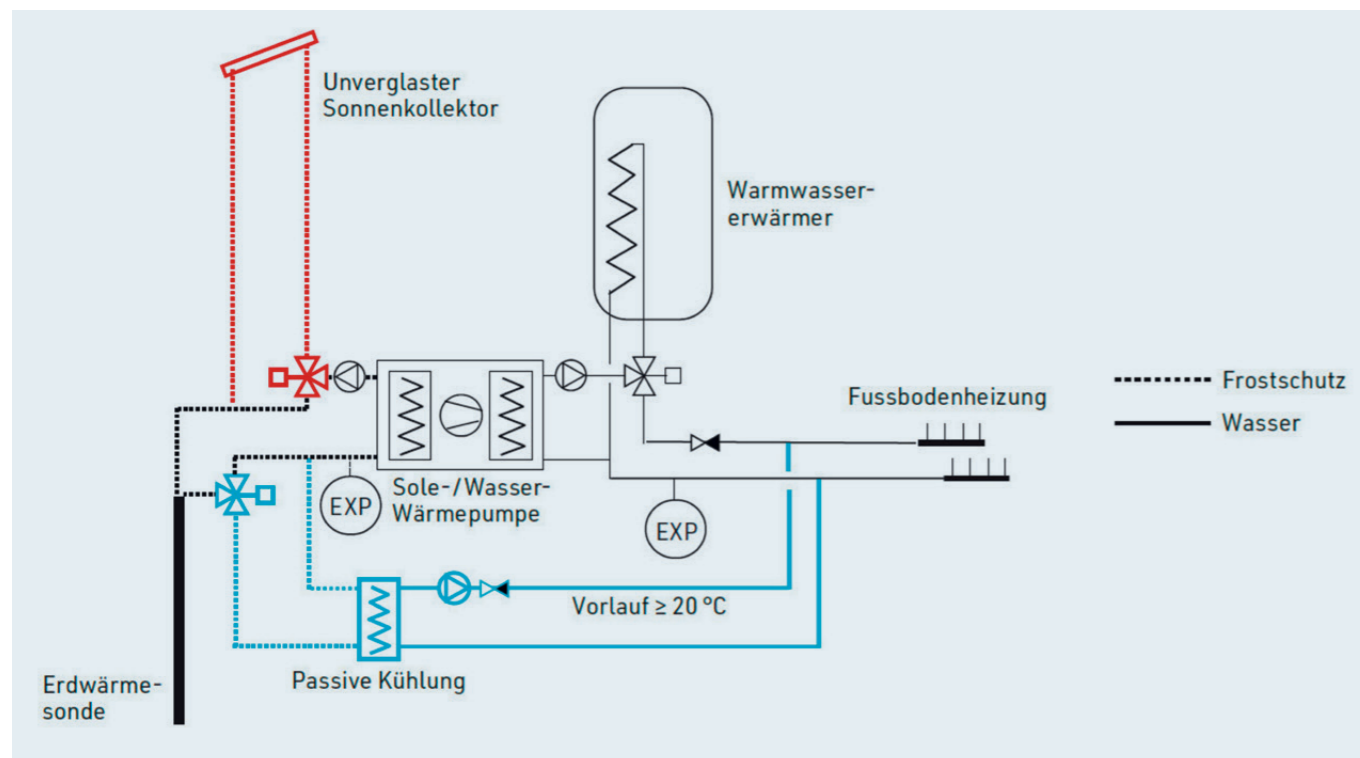 Unverglaster
Sonnenkollektor
Warmwasser-
erwärmer
Fussbodenheizung
Frostschutz
Wasser
Sole-/Wasser-
Wärmepumpe
EXP
EXP
Vorlauf ≥ 20 °C
Passive Kühlung
Erdwärme-
sonde